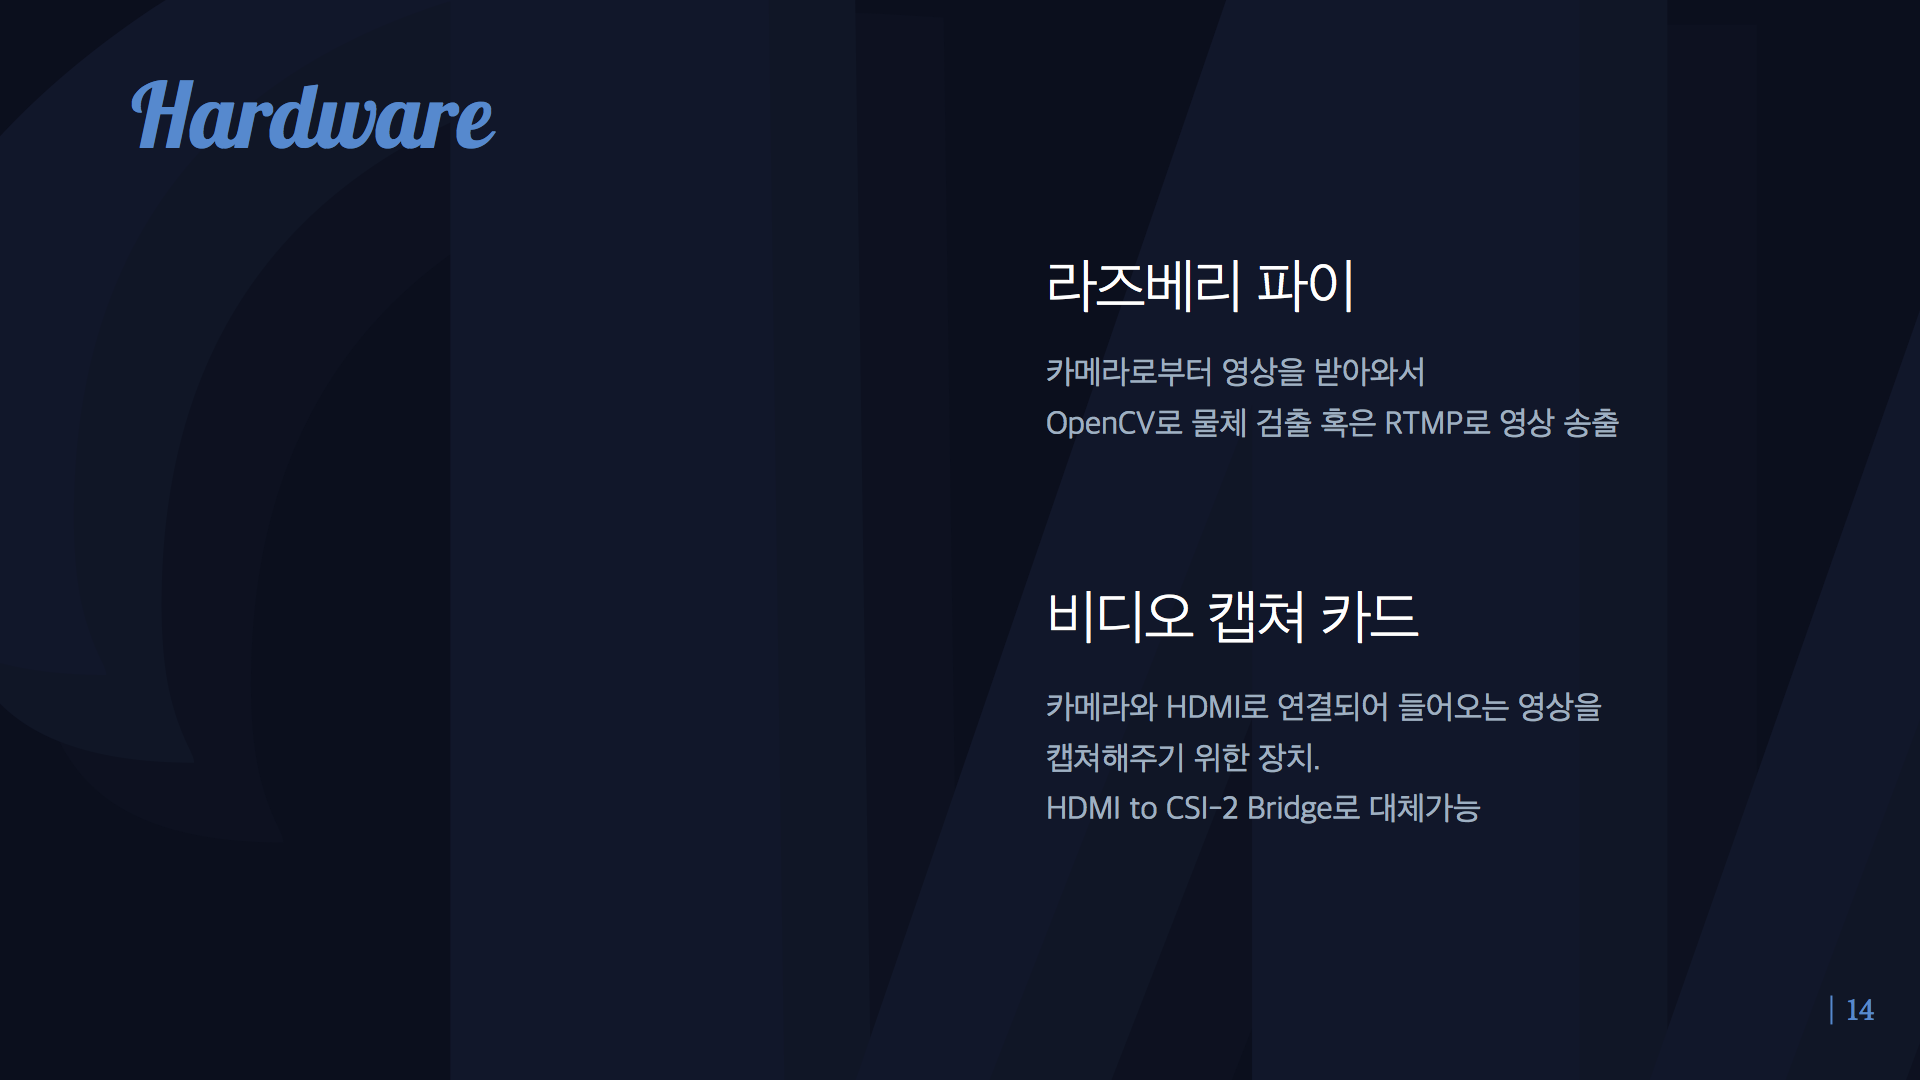 Hardware
라즈베리 파이
카메라로부터 영상을 받아와서
OpenCV로 물체 검출 혹은 RTMP로 영상 송출
비디오 캡쳐 카드
카메라와 HDMI로 연결되어 들어오는 영상을
캡쳐해주기 위한 장치.
HDMI to CSI-2 Bridge로 대체가능
| 14